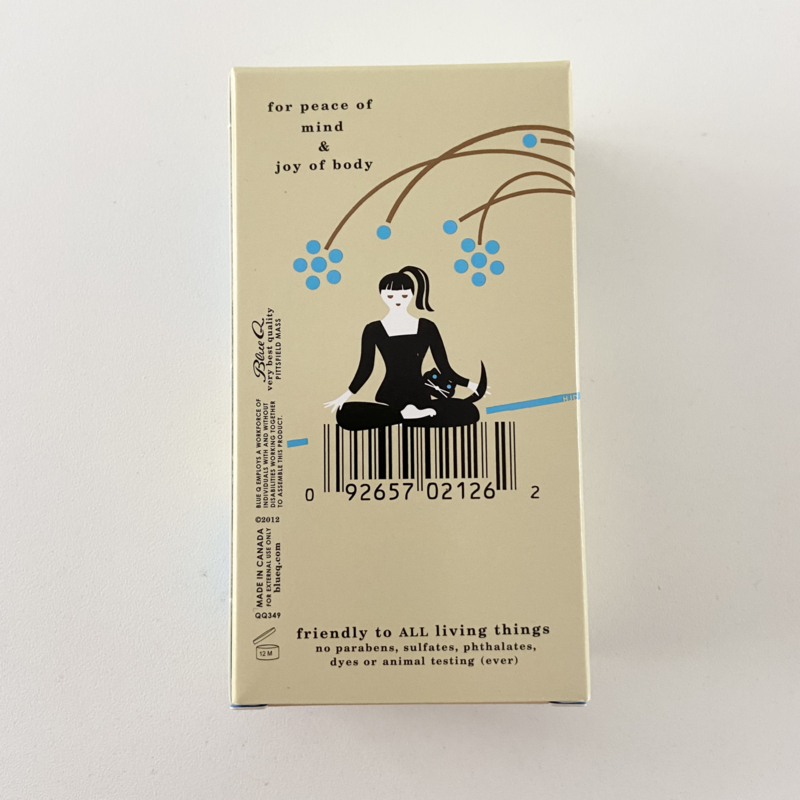 for peace of
mind
&
joy of body
Blue Q
very best quality
PITTSFIELD MASS
BLUE Q EMPLOYS A WORKFORCE OF
INDIVIDUALS WITH AND WITHOUT
DISABILITIES WORKING TOGETHER
TO ASSEMBLE THIS PRODUCT.
©2012
MADE IN CANADA
FOR EXTERNAL USE ONLY
blueq.com
QQ349
12 M
0 92657 02126 2
friendly to ALL living things
no parabens, sulfates, phthalates,
dyes or animal testing (ever)